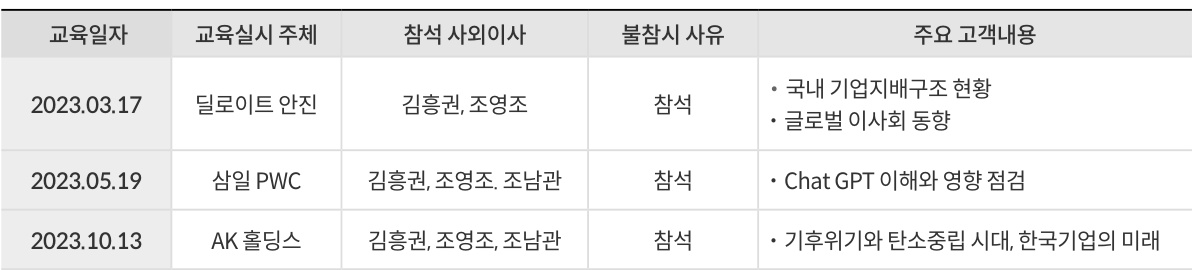 교육일자 교육실시 주체 참석 사외이사 불참시 사유 주요 고객내용
2023.03.17 딜로이트 안진 김흥권, 조영조 참석 • 국내 기업지배구조 현황
• 글로벌 이사회 동향
2023.05.19 삼일 PWC 김흥권, 조영조. 조남관 참석 • Chat GPT 이해와 영향 점검
2023.10.13 AK 홀딩스 김흥권, 조영조, 조남관 참석 • 기후위기와 탄소중립 시대, 한국기업의 미래